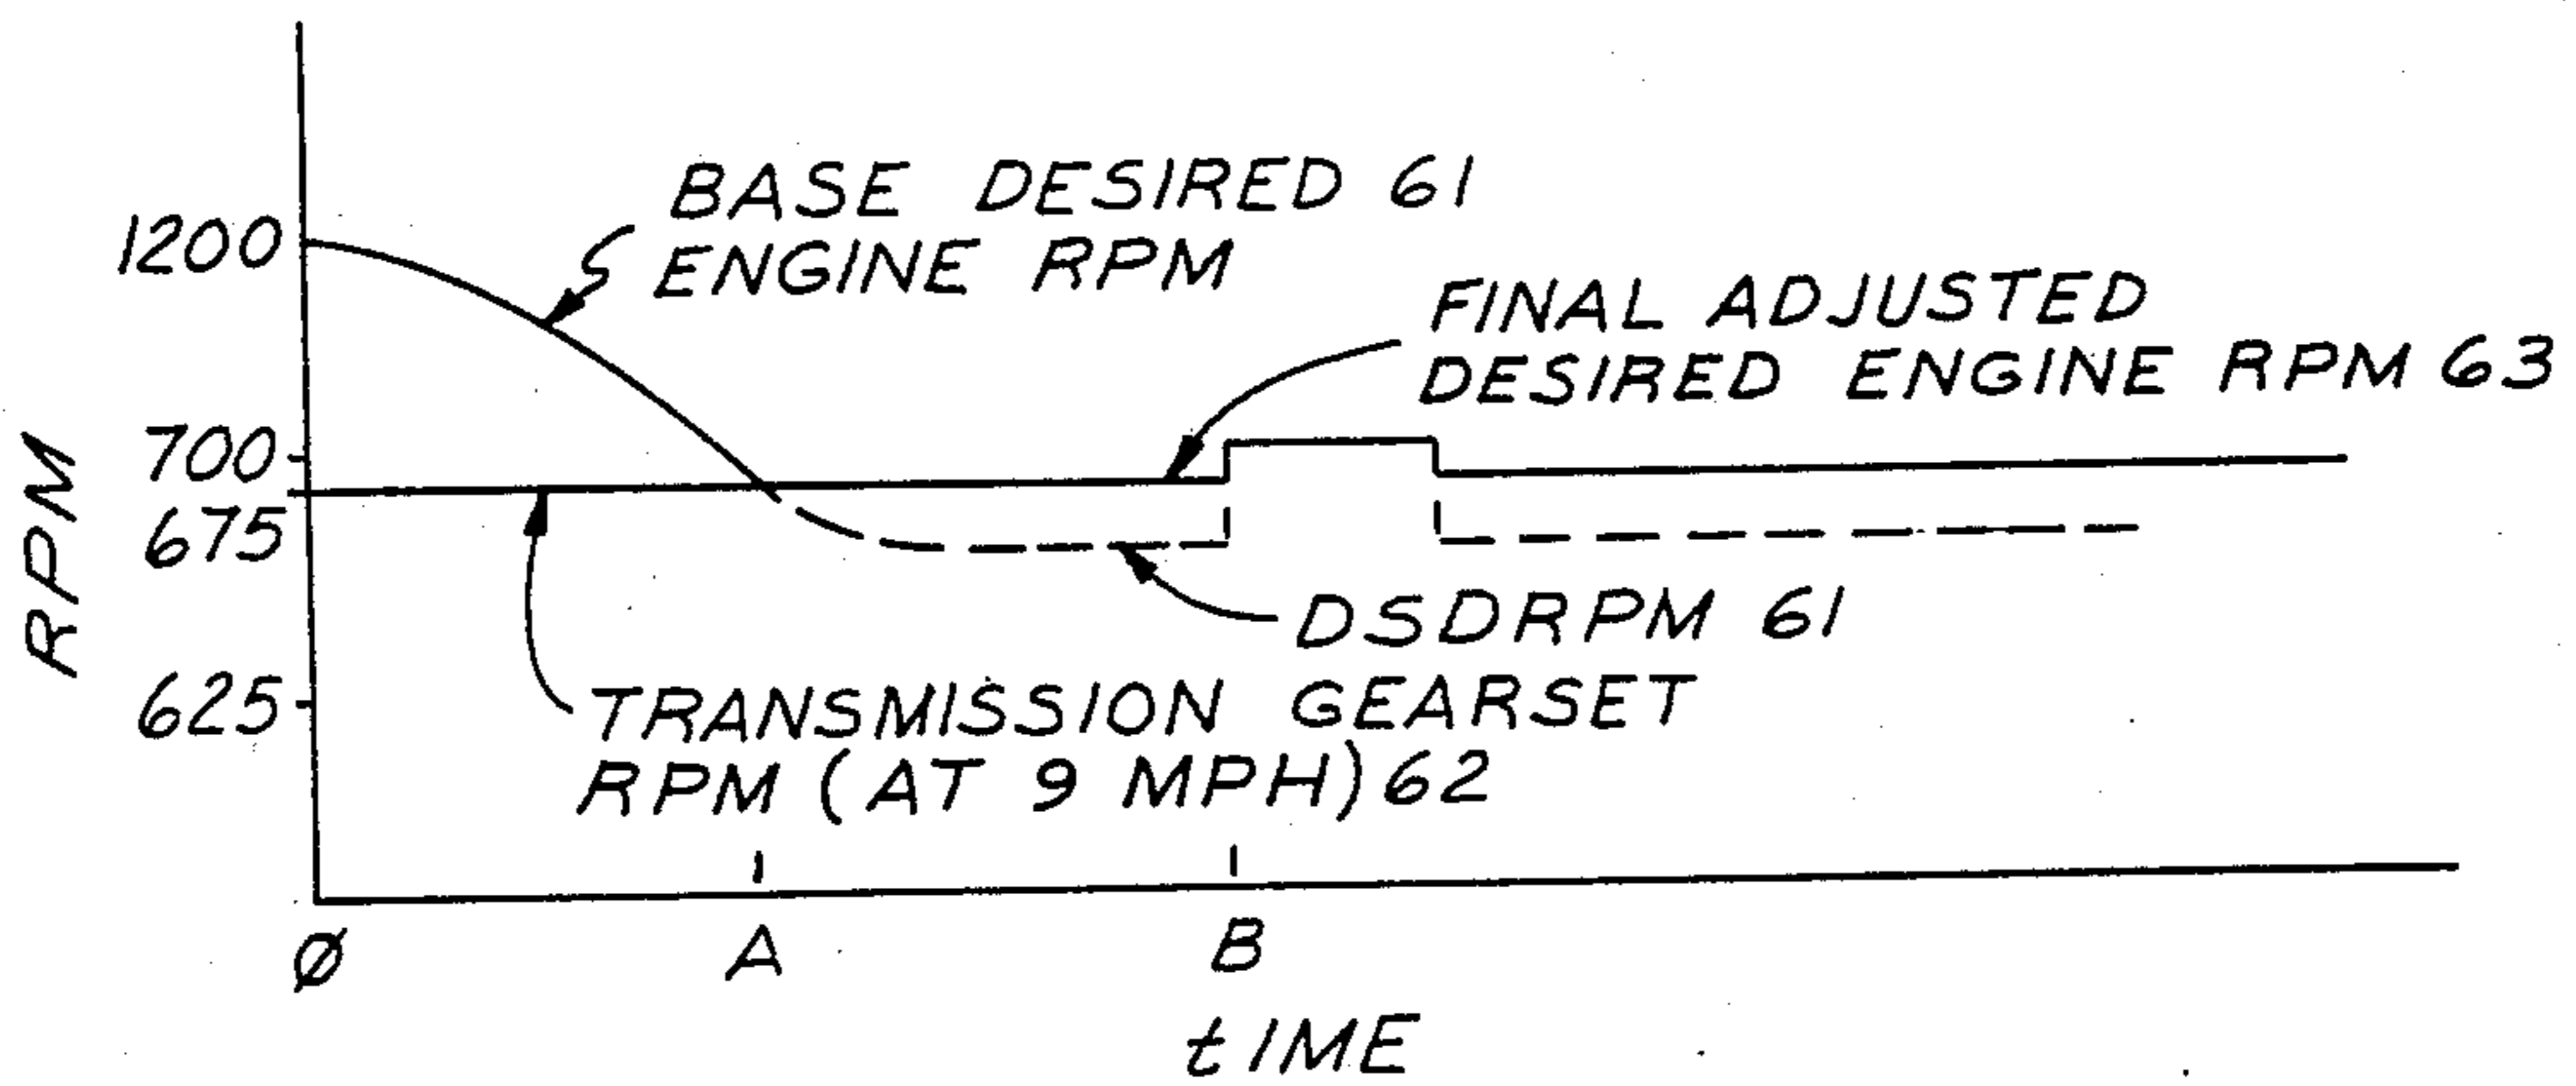 BASE DESIRED 61
ENGINE RPM
1200
FINAL ADJUSTED
DESIRED ENGINE RPM 63
700
675
RPM
DSDRPM 61
625
TRANSMISSION GEARSET
RPM (AT 9 MPH) 62
Ø
A
B
tIME